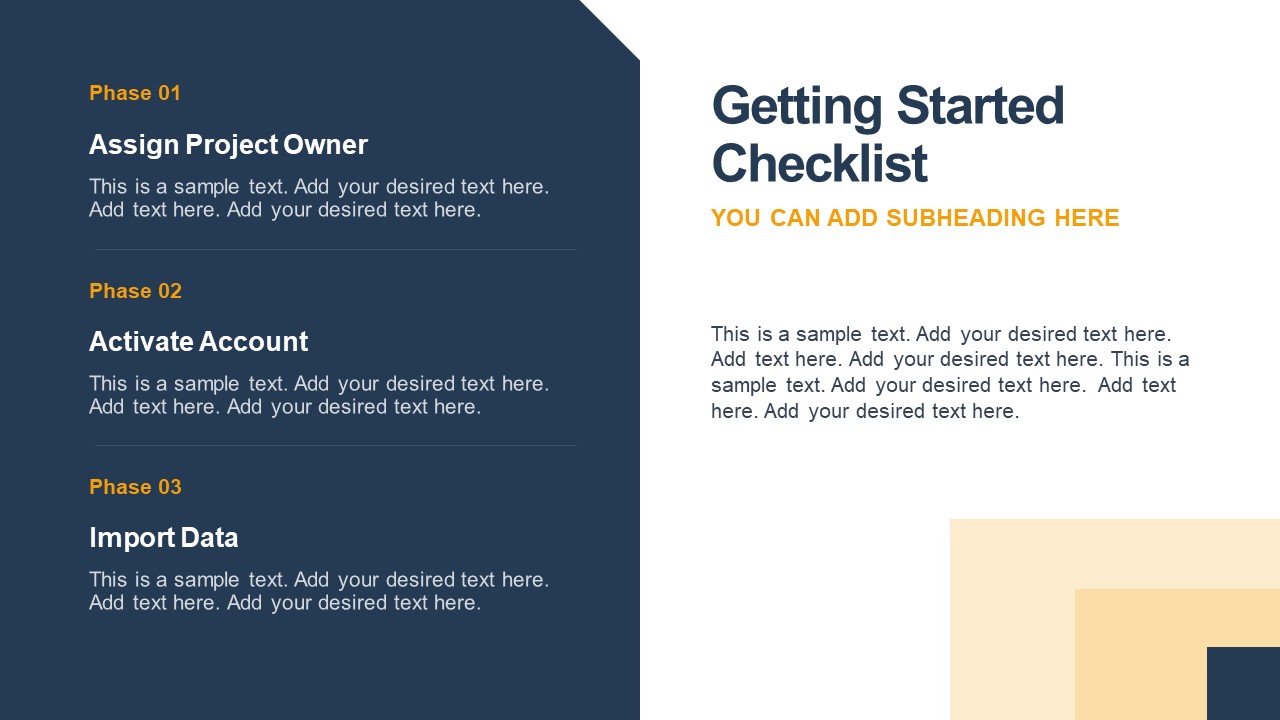 Phase 01
Assign Project Owner
This is a sample text. Add your desired text here.
Add text here. Add your desired text here.
Phase 02
Activate Account
This is a sample text. Add your desired text here.
Add text here. Add your desired text here.
Phase 03
Import Data
This is a sample text. Add your desired text here.
Add text here. Add your desired text here.
Getting Started
Checklist
YOU CAN ADD SUBHEADING HERE
This is a sample text. Add your desired text here.
Add text here. Add your desired text here. This is a
sample text. Add your desired text here. Add text
here. Add your desired text here.